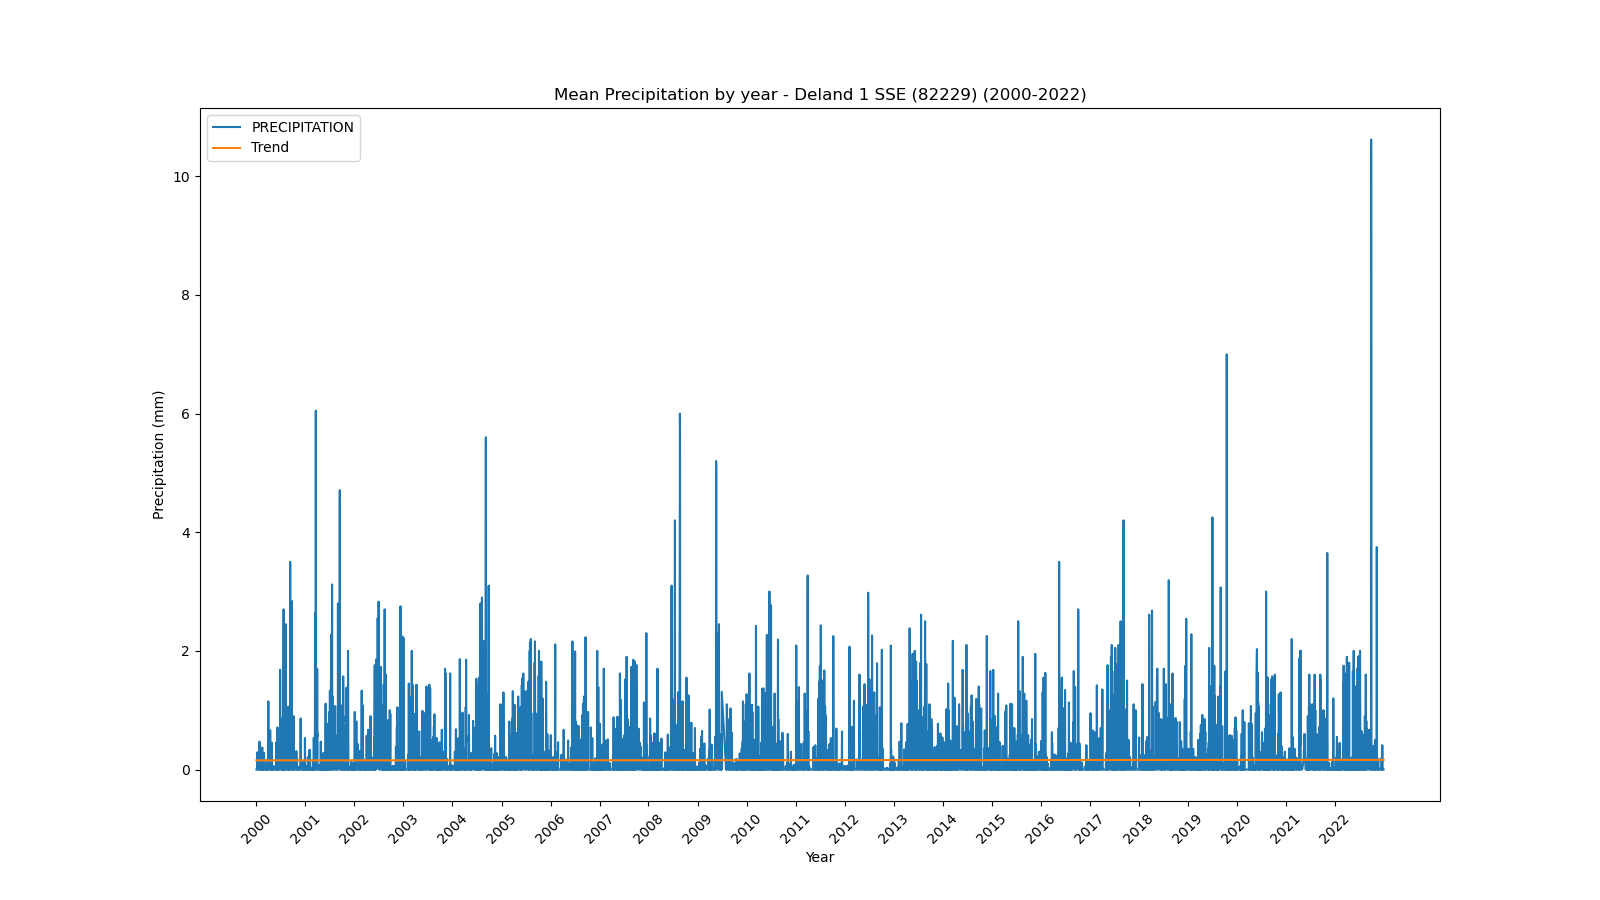 Mean Precipitation by year - Deland 1 SSE (82229) (2000-2022)
PRECIPITATION
Trend
10
8
6
4
2
0
Precipitation (mm)
2000 2001 2002 2003 2004 2005 2006 2007 2008 2009 2010 2011 2012 2013 2014 2015 2016 2017 2018 2019 2020 2021 2022
Year